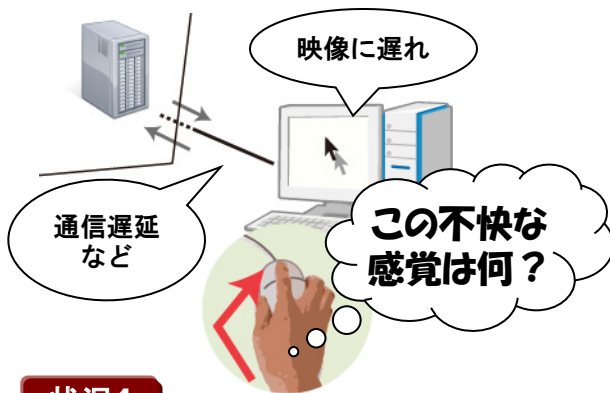 映像に遅れ
通信遅延
など
この不快な
感覚は何？